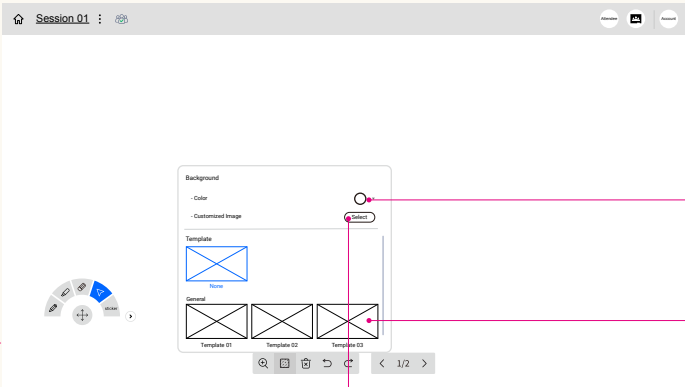 Session 01
Attendee
Account
Background
- Color
- Customized Image
Select
Template
None
General
Template 01
Template 02
Template 03
sticker
1/2